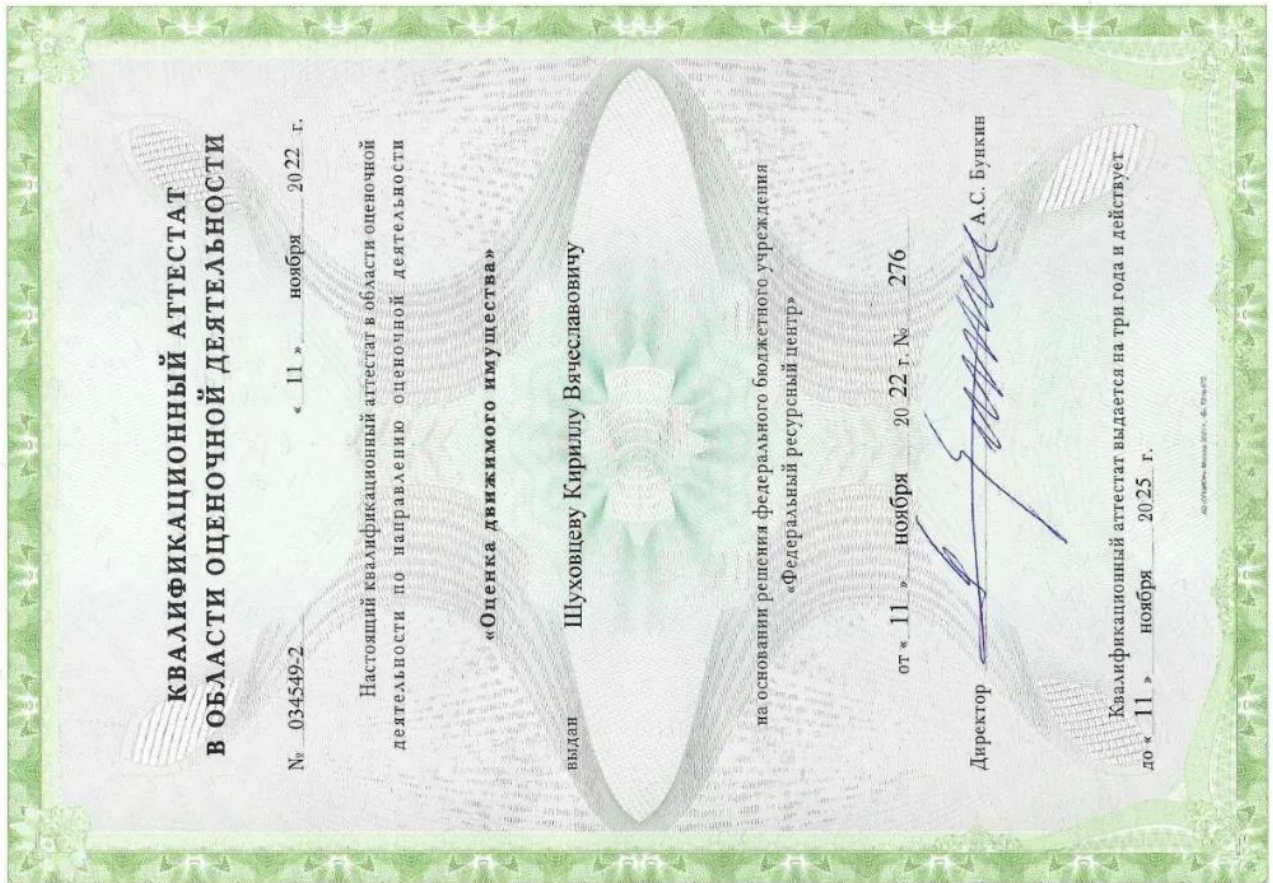 КВАЛИФИКАЦИОННЫЙ АТТЕСТАТ
В ОБЛАСТИ ОЦЕНОЧНОЙ ДЕЯТЕЛЬНОСТИ
№ 034549-2 « 11 » ноября 2022 г.
Настоящий квалификационный аттестат в области оценочной
деятельности по направлению оценочной деятельности
«Оценка движимого имущества»
выдан Шуховцеву Кириллу Вячеславовичу
на основании решения федерального бюджетного учреждения
«Федеральный ресурсный центр»
от « 11 » ноября 2022 г. № 276
Директор А.С. Бункин
Квалификационный аттестат выдается на три года и действует
до « 11 » ноября 2025 г.